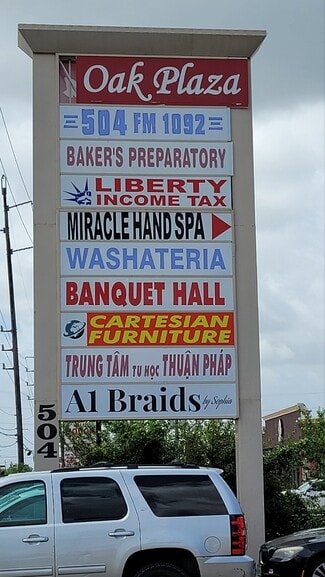 Oak Plaza
504 FM 1092
BAKER'S PREPARATORY
LIBERTY
INCOME TAX
MIRACLE HAND SPA
WASHATERIA
BANQUET HALL
CARTESIAN
FURNITURE
TRUNG TÂM TU HỌC THUẬN PHÁP
A1 Braids by Sophia
504